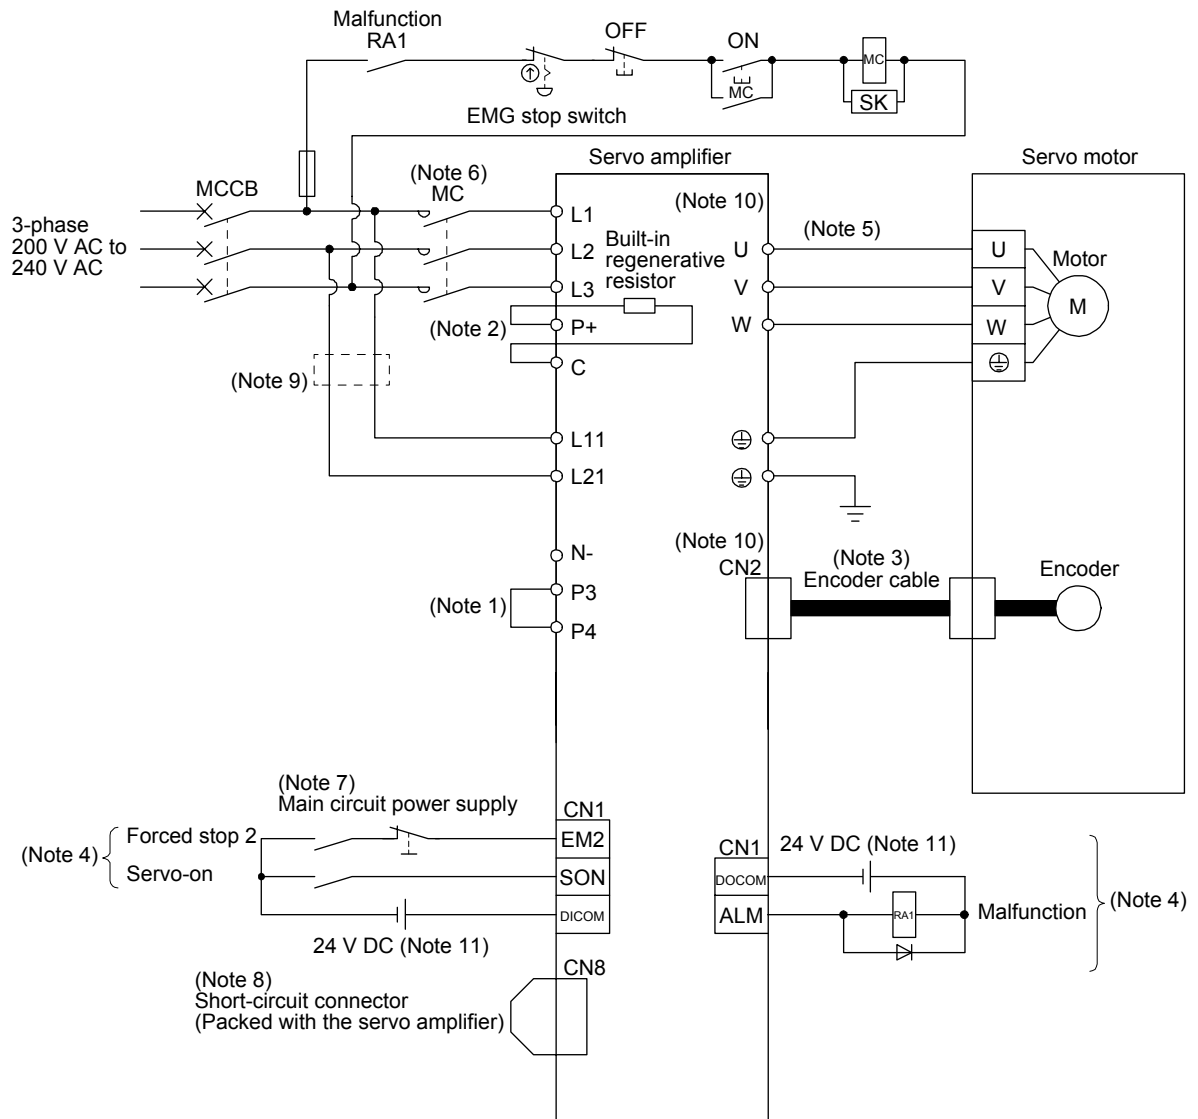 Malfunction
RA1
OFF
ON
MC
MC
SK
EMG stop switch
Servo amplifier
Servo motor
MCCB
(Note 6)
MC
3-phase
200 V AC to
240 V AC
L1
L2
L3
(Note 10)
Built-in
regenerative
resistor
U
V
W
(Note 5)
U
V
W
Motor
M
(Note 2)
P+
C
(Note 9)
L11
L21
N-
(Note 1)
P3
P4
(Note 10)
CN2
(Note 3)
Encoder cable
Encoder
(Note 7)
Main circuit power supply
(Note 4)
Forced stop 2
Servo-on
CN1
EM2
SON
DICOM
24 V DC (Note 11)
CN1
DOCOM
ALM
24 V DC (Note 11)
RA1
Malfunction
(Note 4)
(Note 8)
Short-circuit connector
(Packed with the servo amplifier)
CN8